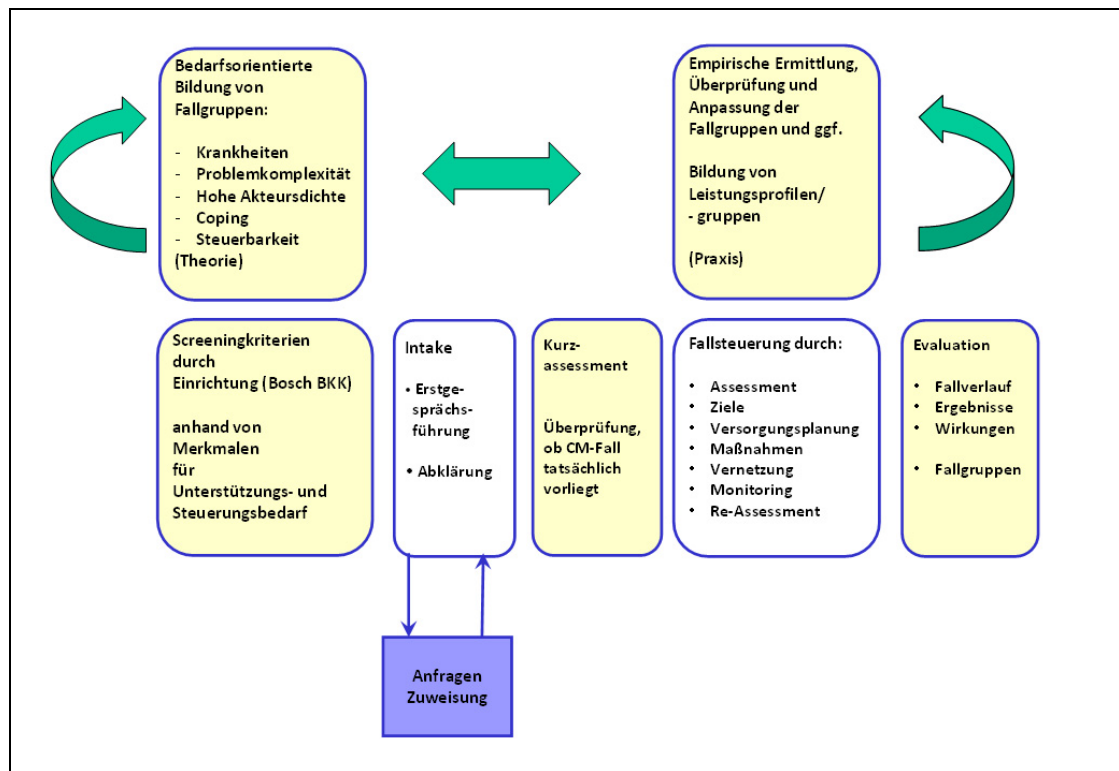 Bedarfsorientierte
Bildung von
Fallgruppen:
- Krankheiten
- Problemkomplexität
- Hohe Akteursdichte
- Coping
- Steuerbarkeit
(Theorie)
Empirische Ermittlung,
Überprüfung und
Anpassung der
Fallgruppen und ggf.
Bildung von
Leistungsprofilen/
- gruppen
(Praxis)
Screeningkriterien
durch
Einrichtung (Bosch BKK)
anhand von
Merkmalen
für
Unterstützungs- und
Steuerungsbedarf
Intake
• Erstge-
sprächs-
führung
• Abklärung
Kurz-
assessment
Überprüfung,
ob CM-Fall
tatsächlich
vorliegt
Fallsteuerung durch:
• Assessment
• Ziele
• Versorgungsplanung
• Maßnahmen
• Vernetzung
• Monitoring
• Re-Assessment
Evaluation
• Fallverlauf
• Ergebnisse
• Wirkungen
• Fallgruppen
Anfragen
Zuweisung